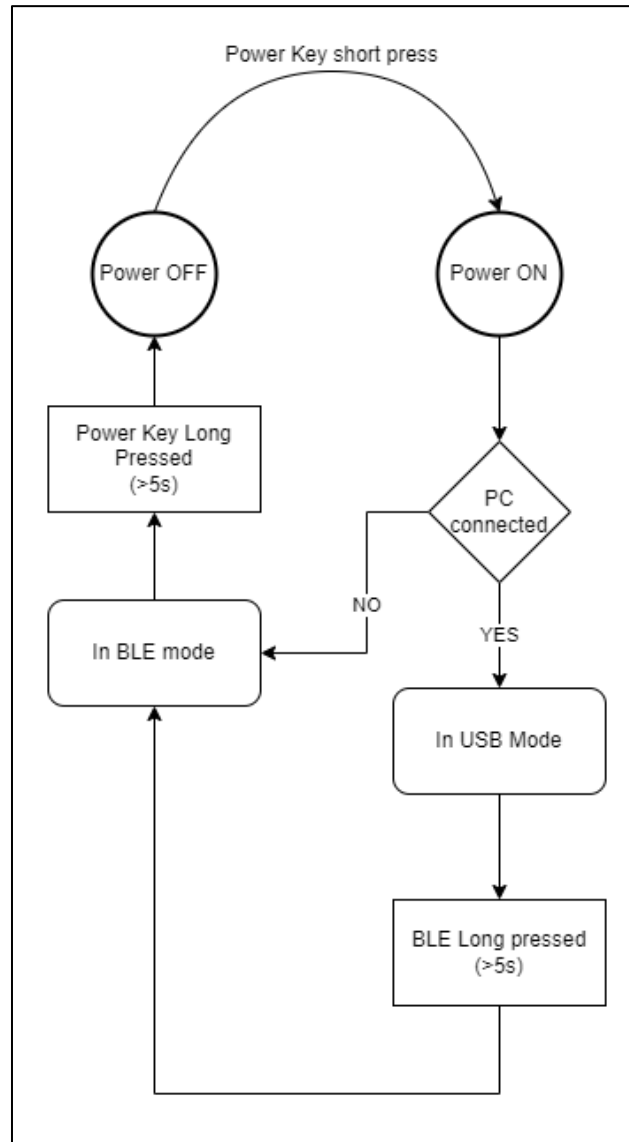 Power Key short press
Power OFF
Power ON
Power Key Long
Pressed
(>5s)
PC
connected
NO
YES
In BLE mode
In USB Mode
BLE Long pressed
(>5s)